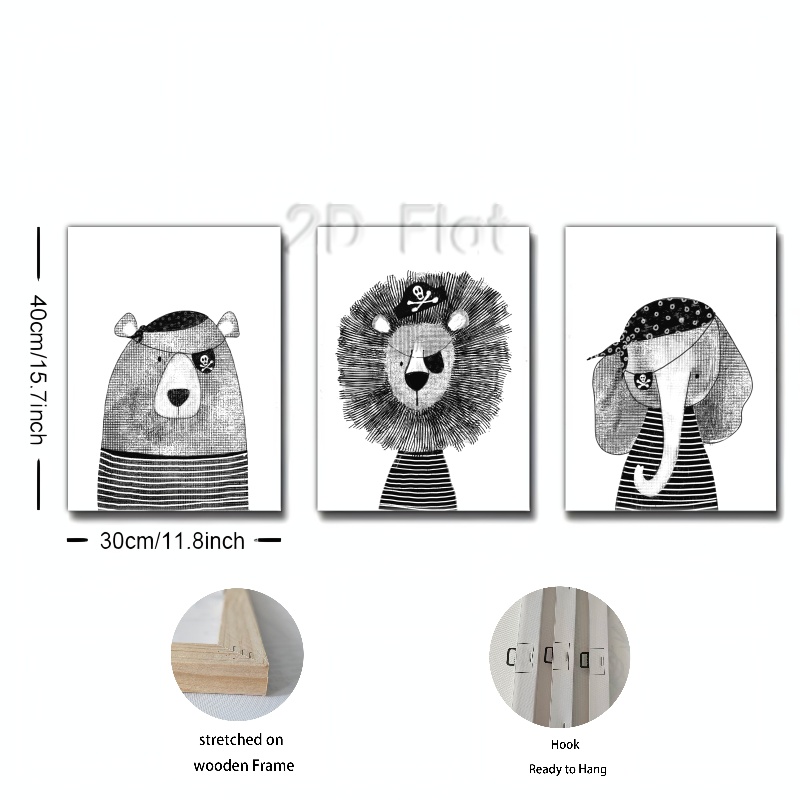 2D Flat
40cm/15.7inch
30cm/11.8inch
stretched on
wooden Frame
Hook
Ready to Hang